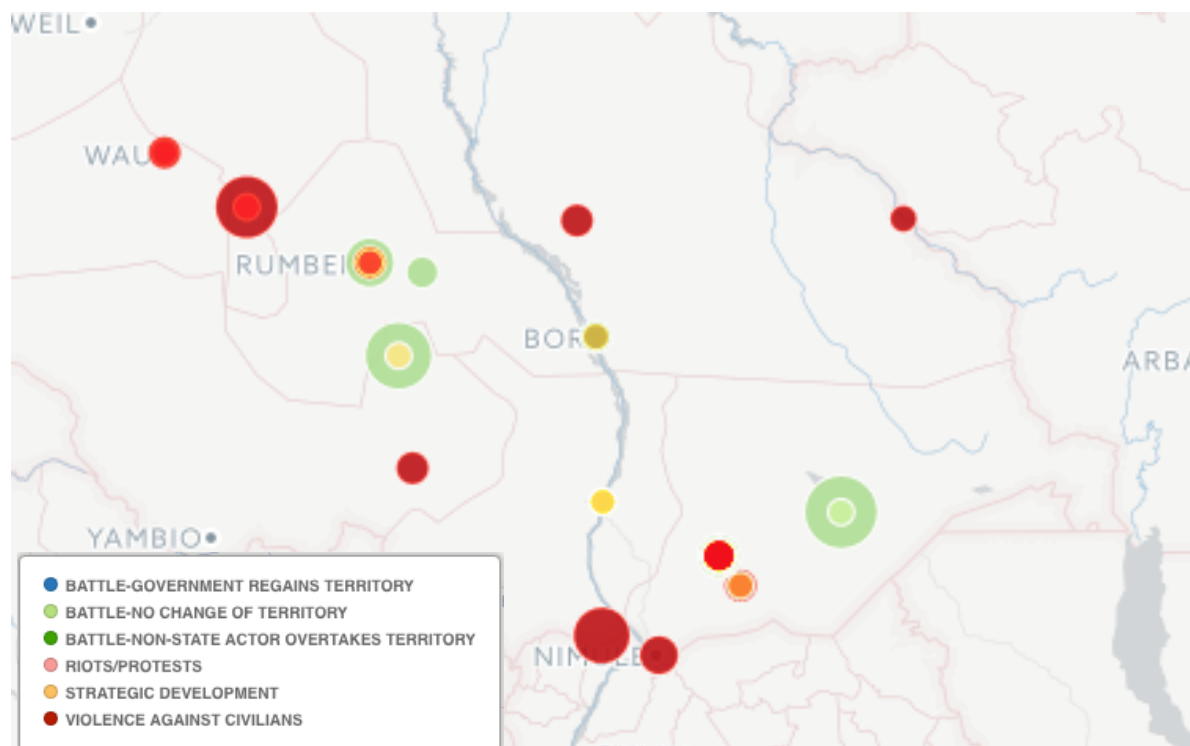 WEIL
WAU
RUMBEI
BOR
ARBA
YAMBIO
NIMULE
BATTLE-GOVERNMENT REGAINS TERRITORY
BATTLE-NO CHANGE OF TERRITORY
BATTLE-NON-STATE ACTOR OVERTAKES TERRITORY
RIOTS/PROTESTS
STRATEGIC DEVELOPMENT
VIOLENCE AGAINST CIVILIANS